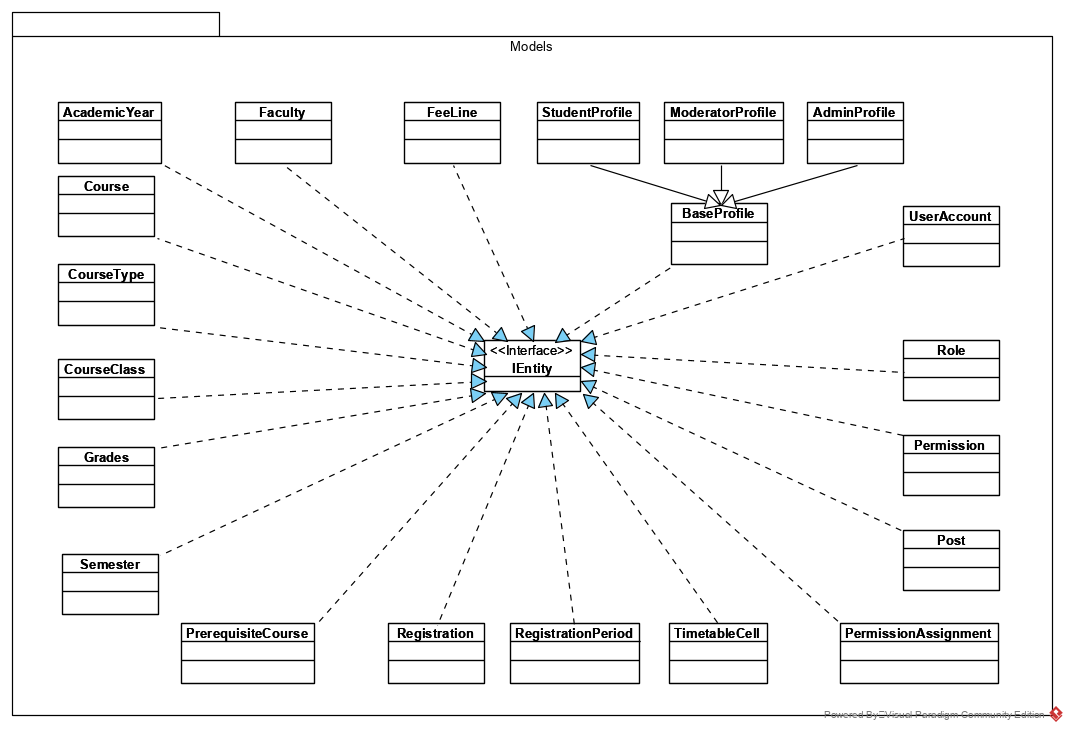 Models
AcademicYear
Faculty
FeeLine
StudentProfile
ModeratorProfile
AdminProfile
Course
BaseProfile
UserAccount
CourseType
<<Interface>>
IEntity
Role
CourseClass
Permission
Grades
Post
Semester
PrerequisiteCourse
Registration
RegistrationPeriod
TimetableCell
PermissionAssignment
Powered By Visual Paradigm Community Edition